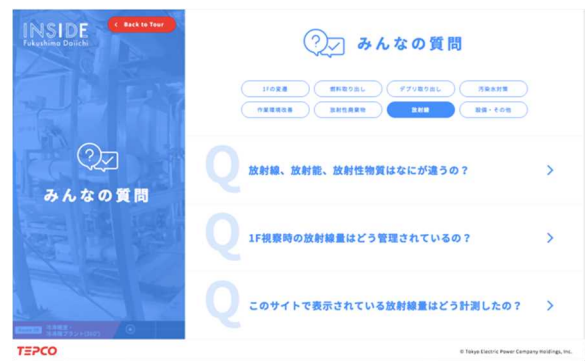 INSIDE
Fukushima Daiichi
Back to Tour
みんなの質問
みんなの質問
1Fの変遷
燃料取り出し
デブリ取り出し
汚染水対策
作業環境改善
放射性廃棄物
放射線
設備・その他
Q 放射線、放射能、放射性物質はなにが違うの？
Q 1F視察時の放射線量はどう管理されているの？
Q このサイトで表示されている放射線量はどう計測したの？
TEPCO
© Tokyo Electric Power Company Holdings, Inc.